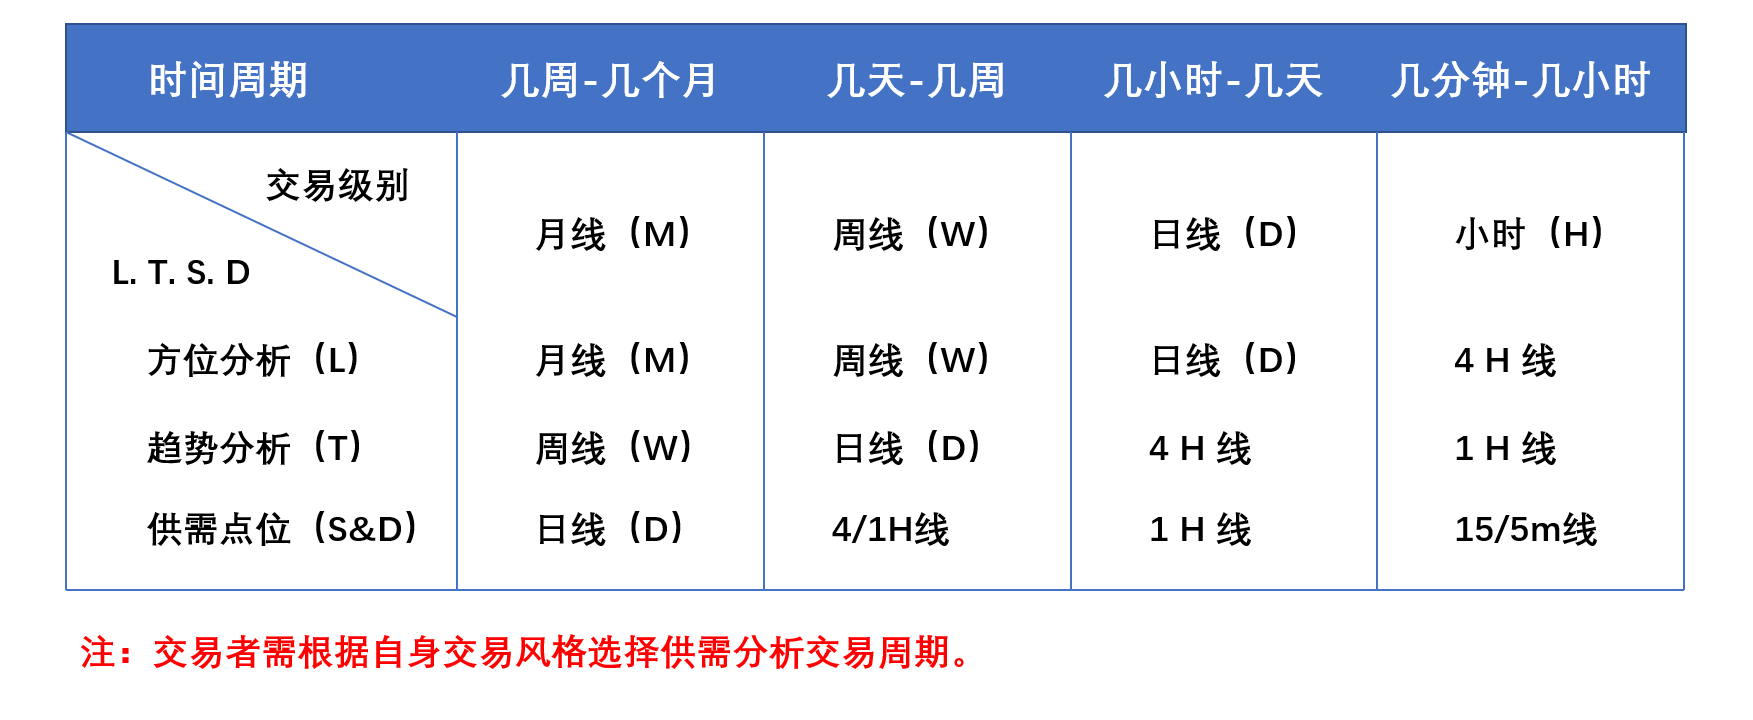 时间周期 几周-几个月 几天-几周 几小时-几天 几分钟-几小时
交易级别
L. T. S. D 月线（M） 周线（W） 日线（D） 小时（H）
方位分析（L） 月线（M） 周线（W） 日线（D） 4 H 线
趋势分析（T） 周线（W） 日线（D） 4 H 线 1 H 线
供需点位（S&D） 日线（D） 4/1H线 1 H 线 15/5m线
注：交易者需根据自身交易风格选择供需分析交易周期。